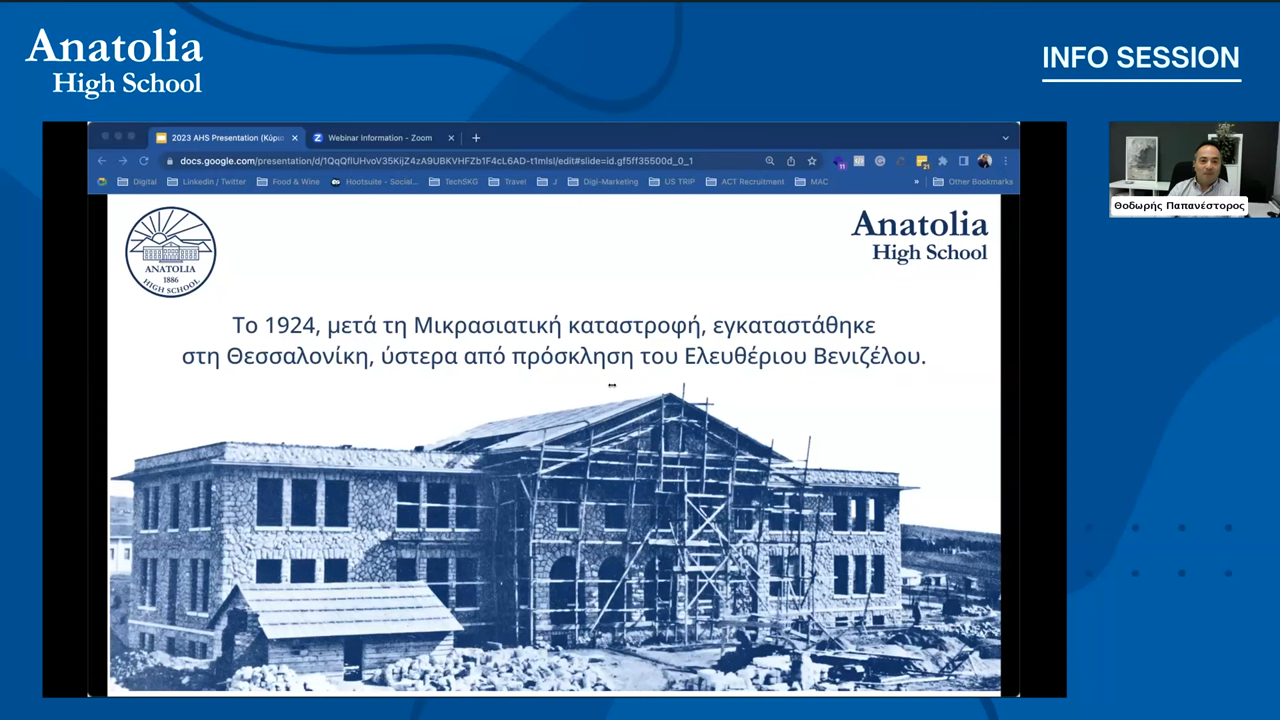 Anatolia
High School
INFO SESSION
2023 AHS Presentation (Κύριο
Webinar Information - Zoom
docs.google.com/presentation/d/1QqQflUHvoV35KijZ4zA9UBKVHFZb1F4cL6AD-t1mlsI/edit#slide=id.gf5ff35500d_0_1
Digital
Linkedin / Twitter
Food & Wine
Hootsuite - Social...
TechSKG
Travel
J
Digi-Marketing
US TRIP
ACT Recruitment
MAC
»
Other Bookmarks
ANATOLIA
1886
HIGH SCHOOL
Anatolia
High School
Το 1924, μετά τη Μικρασιατική καταστροφή, εγκαταστάθηκε
στη Θεσσαλονίκη, ύστερα από πρόσκληση του Ελευθέριου Βενιζέλου.
Θοδωρής Παπανέστορος